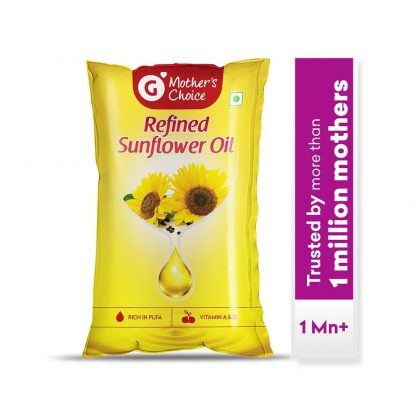 G
Mother's
Choice
Refined
Sunflower Oil
RICH IN PUFA
VITAMIN A & D
Trusted by more than
1 million mothers
1 Mn+